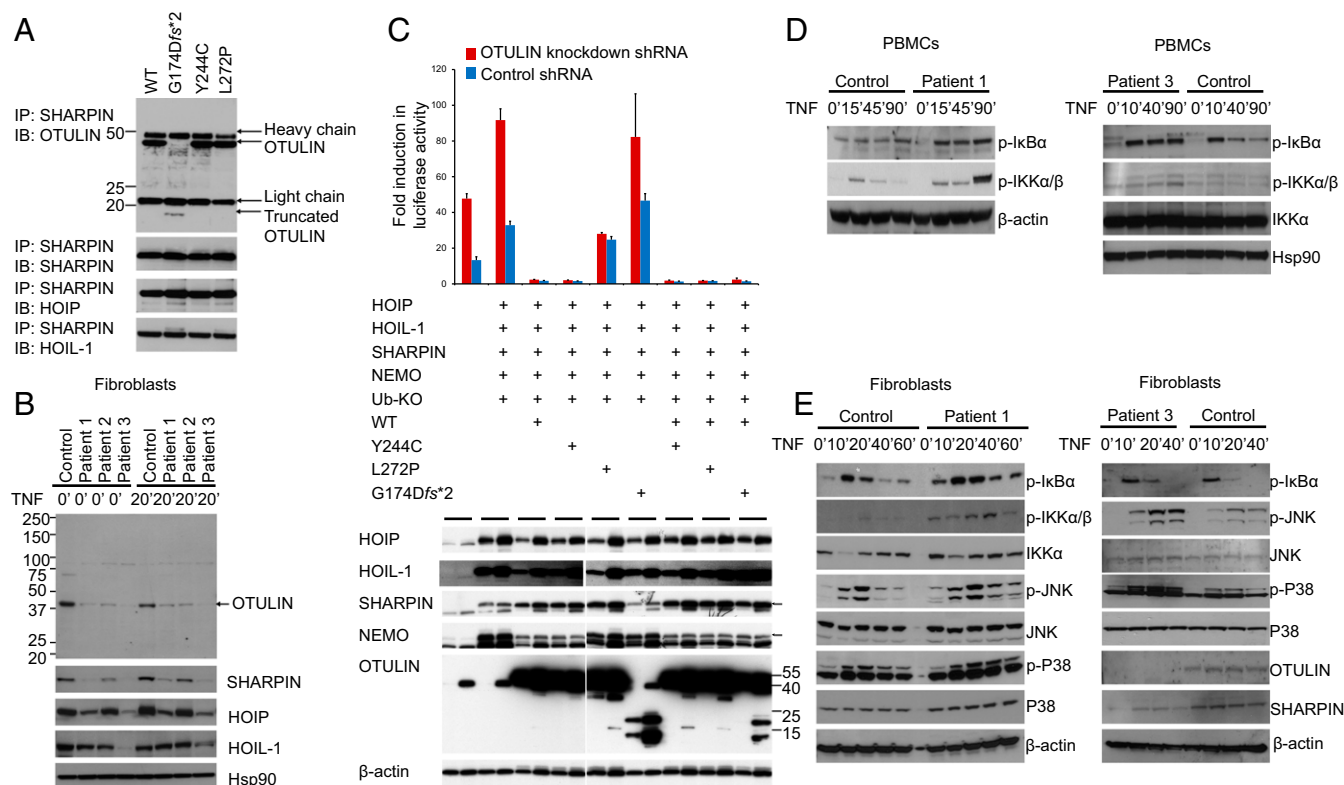 A
WT
G174Dfs*2
Y244C
L272P
IP: SHARPIN
IB: OTULIN
50
25
20
Heavy chain
OTULIN
Light chain
Truncated
OTULIN
IP: SHARPIN
IB: SHARPIN
IP: SHARPIN
IB: HOIP
IP: SHARPIN
IB: HOIL-1
B
Fibroblasts
Control
Patient 1
Patient 2
Patient 3
Control
Patient 1
Patient 2
Patient 3
TNF 0' 0' 0' 0' 20' 20' 20' 20'
250
150
100
75
50
37
25
20
OTULIN
SHARPIN
HOIP
HOIL-1
Hsp90
C
OTULIN knockdown shRNA
Control shRNA
Fold induction in
luciferase activity
120
100
80
60
40
20
0
HOIP + + + + + + + +
HOIL-1 + + + + + + + +
SHARPIN + + + + + + + +
NEMO + + + + + + + +
Ub-KO + + + + + + + +
WT + + + +
Y244C + +
L272P + +
G174Dfs*2 + +
HOIP
HOIL-1
SHARPIN
NEMO
OTULIN
55
40
25
15
β-actin
D
PBMCs
Control Patient 1
TNF 0' 15' 45' 90' 0' 15' 45' 90'
p-IκBα
p-IKKα/β
β-actin
PBMCs
Patient 3 Control
TNF 0' 10' 40' 90' 0' 10' 40' 90'
p-IκBα
p-IKKα/β
IKKα
Hsp90
E
Fibroblasts
Control Patient 1
TNF 0' 10' 20' 40' 60' 0' 10' 20' 40' 60'
p-IκBα
p-IKKα/β
IKKα
p-JNK
JNK
p-P38
P38
β-actin
Fibroblasts
Patient 3 Control
TNF 0' 10' 20' 40' 0' 10' 20' 40'
p-IκBα
p-JNK
JNK
p-P38
P38
OTULIN
SHARPIN
β-actin